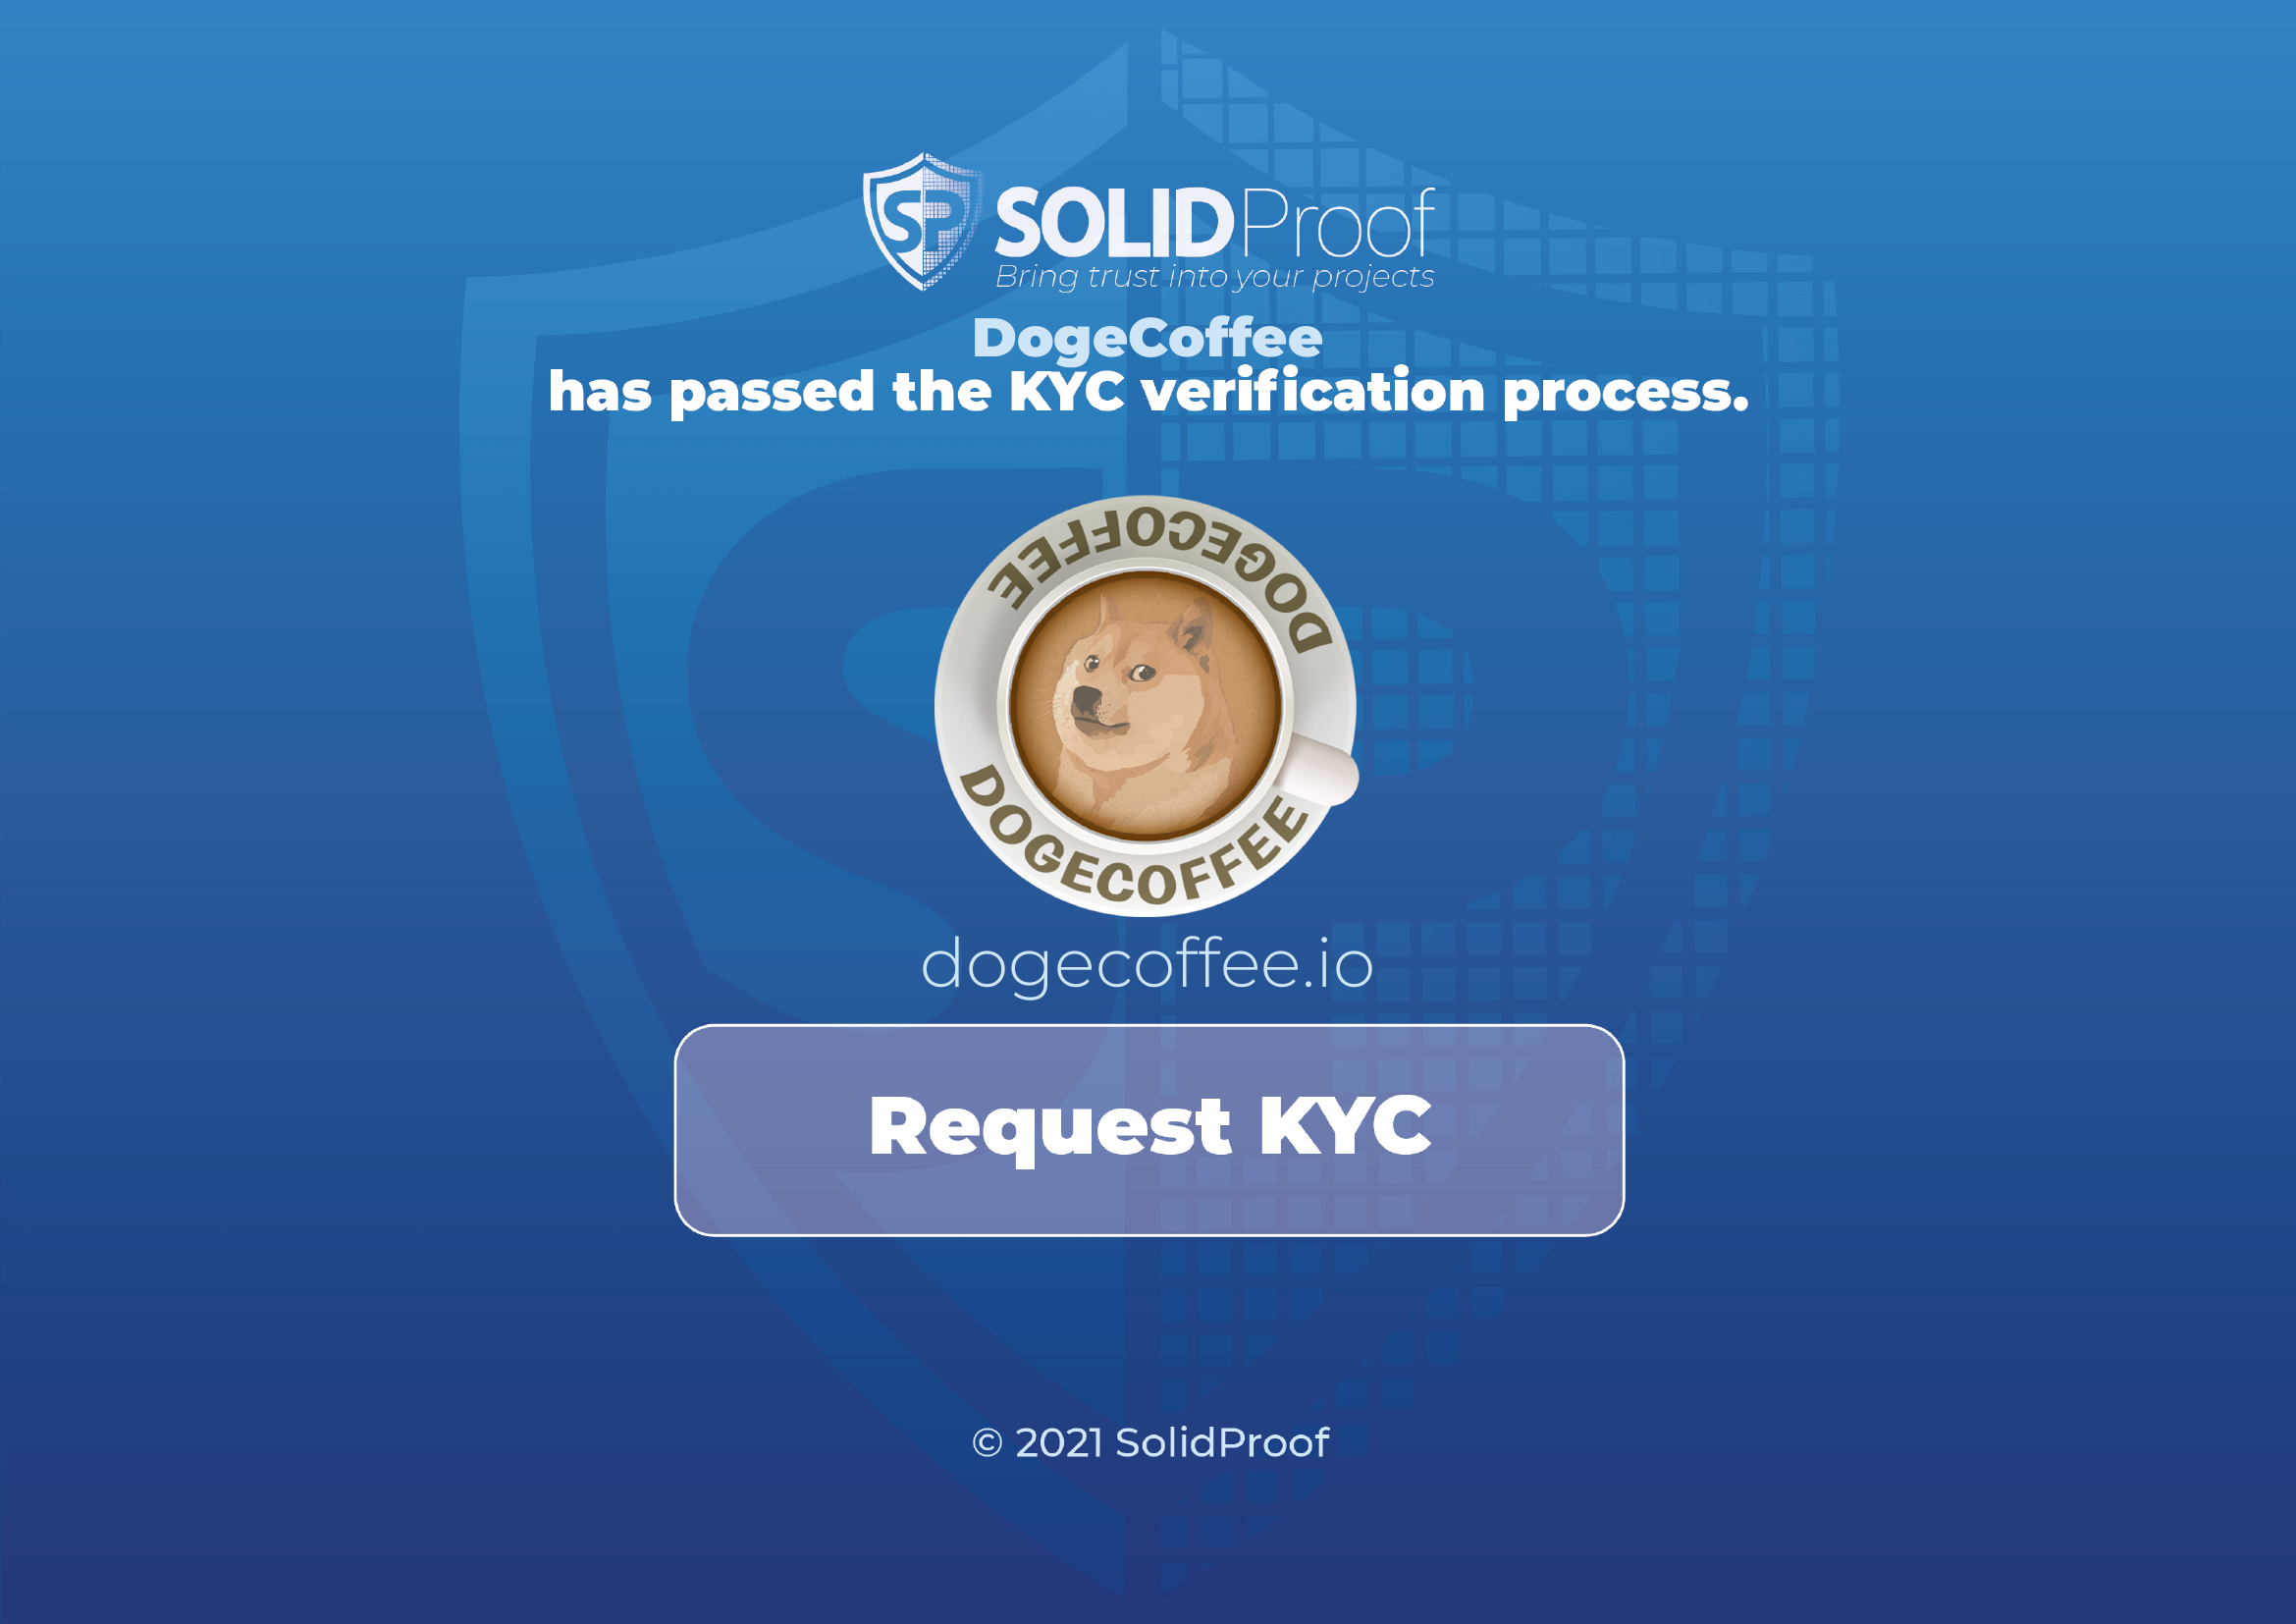 SP
SOLIDProof
Bring trust into your projects
DogeCoffee
has passed the KYC verification process.
DOGECOFFEE
DOGECOFFEE
dogecoffee.io
Request KYC
© 2021 SolidProof